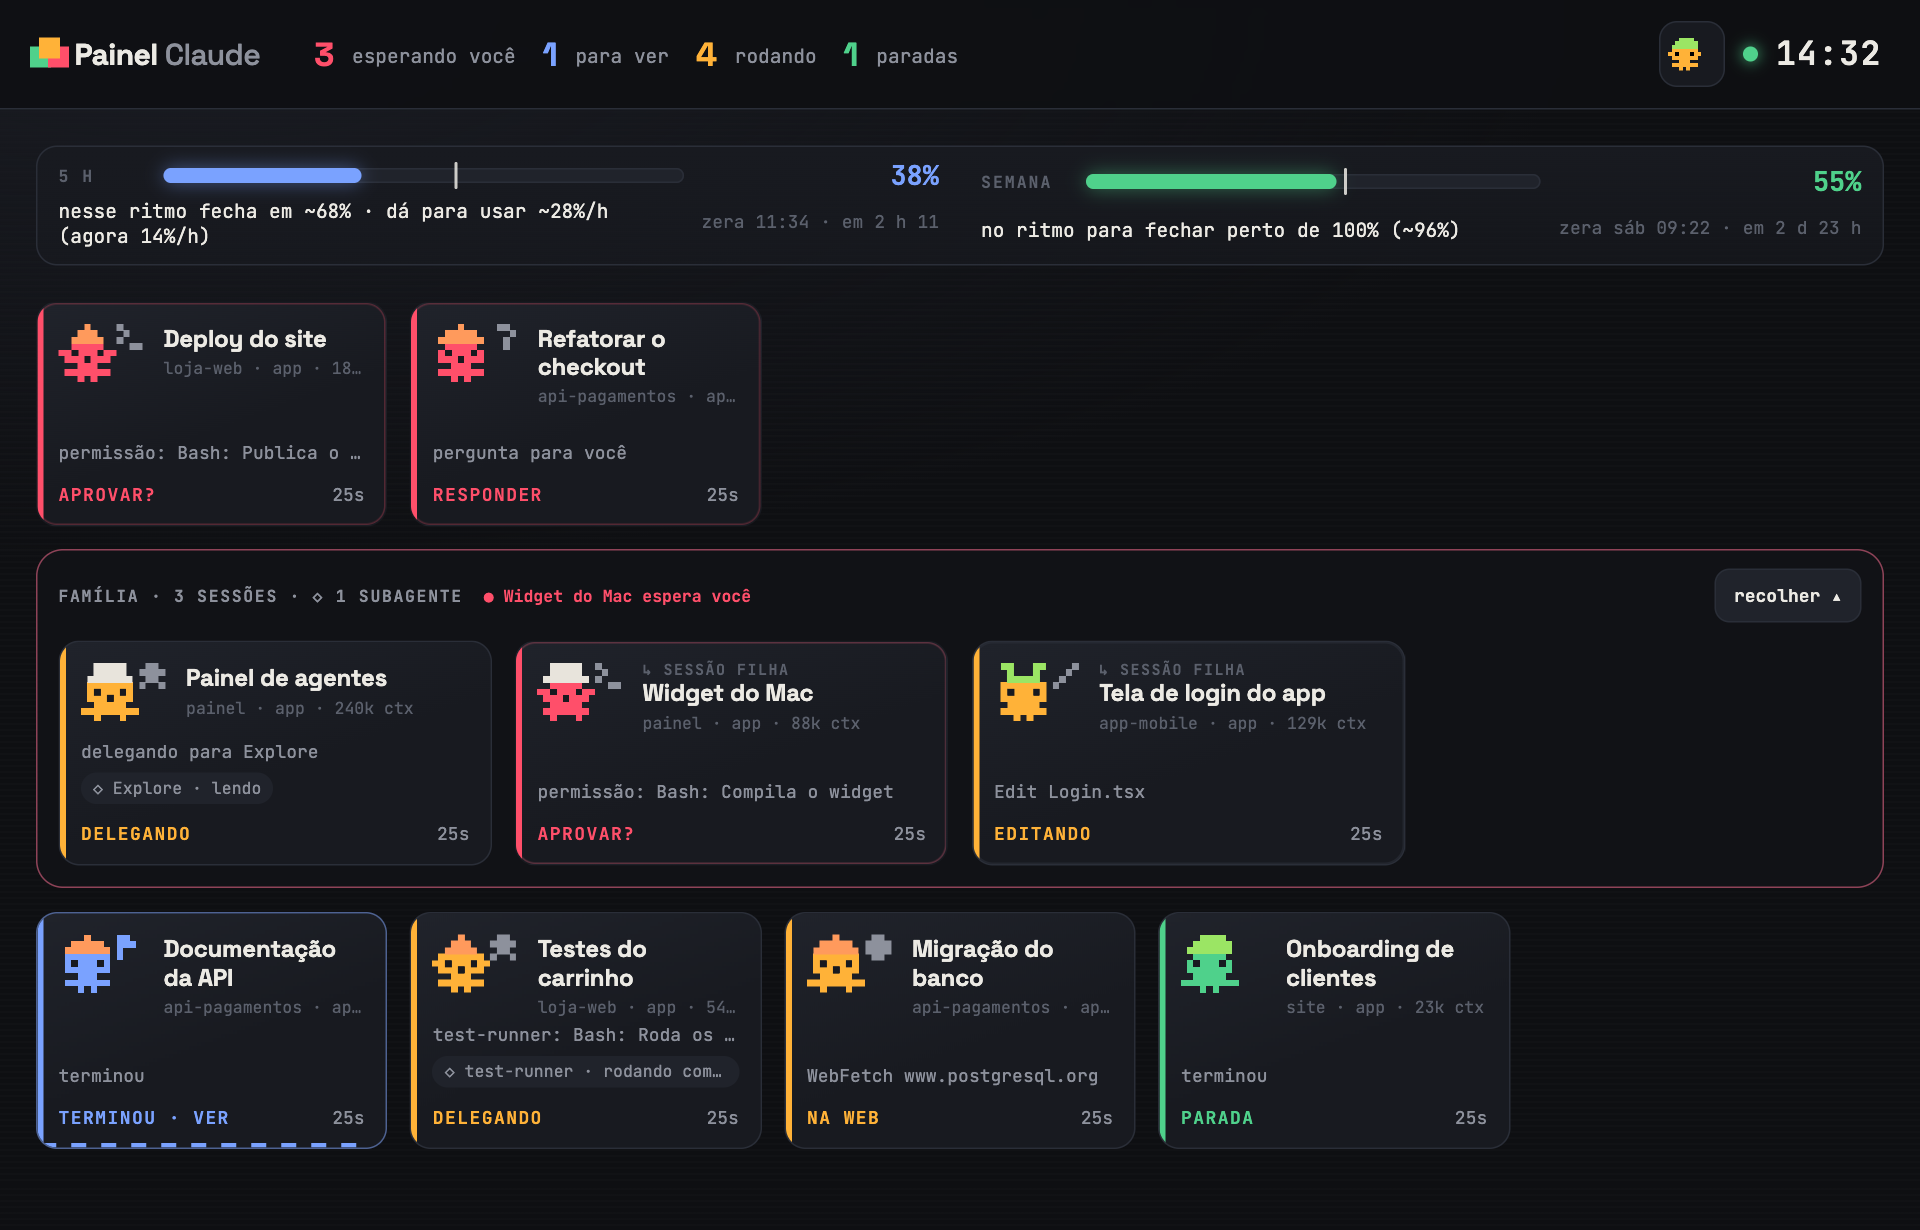 Painel Claude
3 esperando você 1 para ver 4 rodando 1 paradas
14:32
5 H 38%
nesse ritmo fecha em ~68% · dá para usar ~28%/h
(agora 14%/h)
zera 11:34 · em 2 h 11
SEMANA 55%
no ritmo para fechar perto de 100% (~96%)
zera sáb 09:22 · em 2 d 23 h
Deploy do site
loja-web · app · 18…
permissão: Bash: Publica o …
APROVAR? 25s
Refatorar o
checkout
api-pagamentos · ap…
pergunta para você
RESPONDER 25s
FAMÍLIA · 3 SESSÕES · ◇ 1 SUBAGENTE ● Widget do Mac espera você
recolher ▴
Painel de agentes
painel · app · 240k ctx
delegando para Explore
◇ Explore · lendo
DELEGANDO 25s
↳ SESSÃO FILHA
Widget do Mac
painel · app · 88k ctx
permissão: Bash: Compila o widget
APROVAR? 25s
↳ SESSÃO FILHA
Tela de login do app
app-mobile · app · 129k ctx
Edit Login.tsx
EDITANDO 25s
Documentação
da API
api-pagamentos · ap…
terminou
TERMINOU · VER 25s
Testes do
carrinho
loja-web · app · 54…
test-runner: Bash: Roda os …
◇ test-runner · rodando com…
DELEGANDO 25s
Migração do
banco
api-pagamentos · ap…
WebFetch www.postgresql.org
NA WEB 25s
Onboarding de
clientes
site · app · 23k ctx
terminou
PARADA 25s